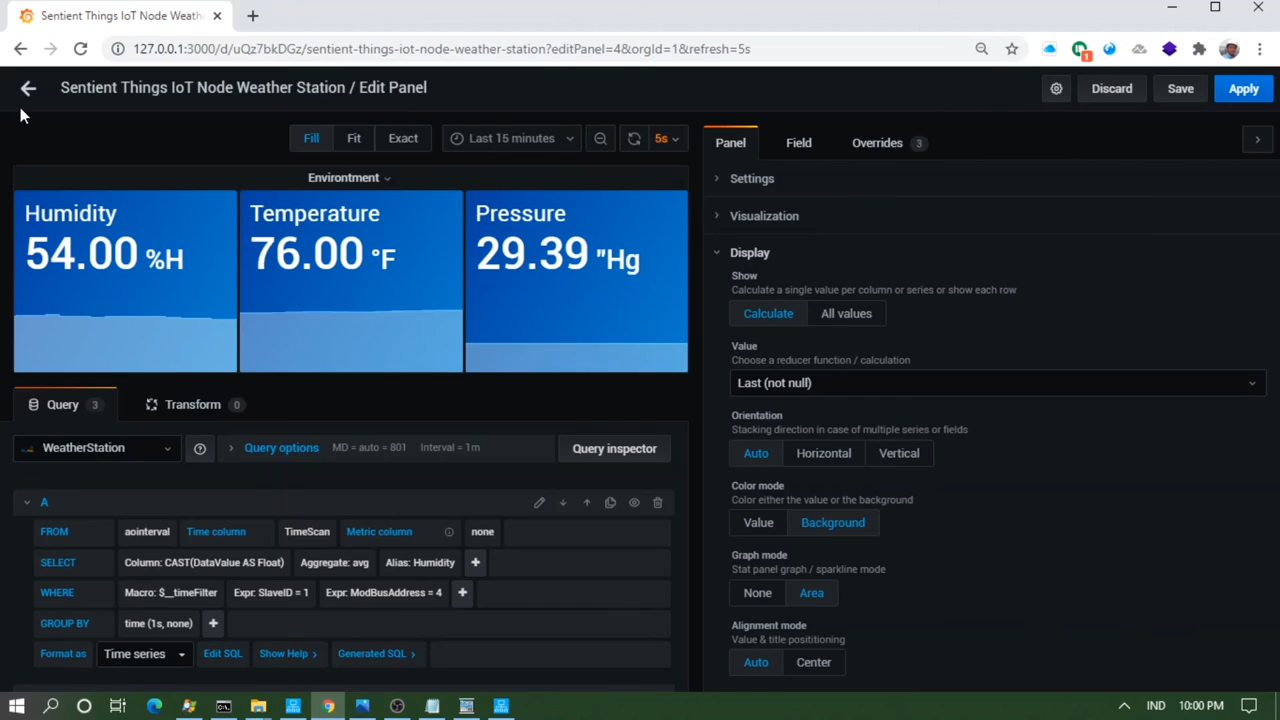 Sentient Things IoT Node Weath
127.0.0.1:3000/d/uQz7bkDGz/sentient-things-iot-node-weather-station?editPanel=4&orgId=1&refresh=5s
1
Sentient Things IoT Node Weather Station / Edit Panel
Discard
Save
Apply
Fill
Fit
Exact
Last 15 minutes
5s
Panel
Field
Overrides 3
Environtment
Settings
Humidity
54.00 %H
Temperature
76.00 °F
Pressure
29.39 "Hg
Visualization
Display
Show
Calculate a single value per column or series or show each row
Calculate
All values
Value
Choose a reducer function / calculation
Last (not null)
Orientation
Stacking direction in case of multiple series or fields
Auto
Horizontal
Vertical
Color mode
Color either the value or the background
Value
Background
Graph mode
Stat panel graph / sparkline mode
None
Area
Alignment mode
Value & title posititioning
Auto
Center
Query 3
Transform 0
WeatherStation
Query options
MD = auto = 801
Interval = 1m
Query inspector
A
FROM aointerval Time column TimeScan Metric column none
SELECT Column: CAST(DataValue AS Float) Aggregate: avg Alias: Humidity +
WHERE Macro: $__timeFilter Expr: SlaveID = 1 Expr: ModBusAddress = 4 +
GROUP BY time (1s, none) +
Format as Time series Edit SQL Show Help > Generated SQL >
IND
10:00 PM